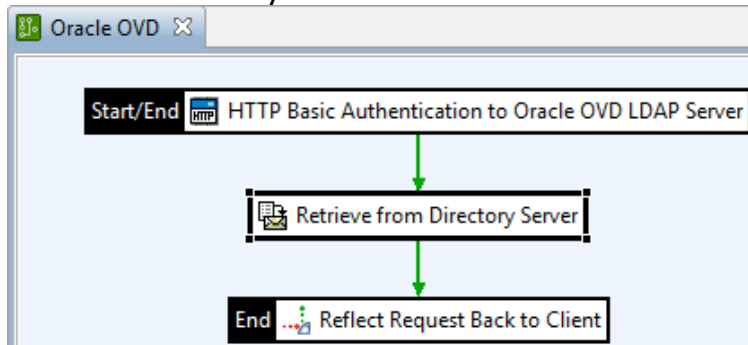 Oracle OVD
Start/End HTTP HTTP Basic Authentication to Oracle OVD LDAP Server
Retrieve from Directory Server
End Reflect Request Back to Client